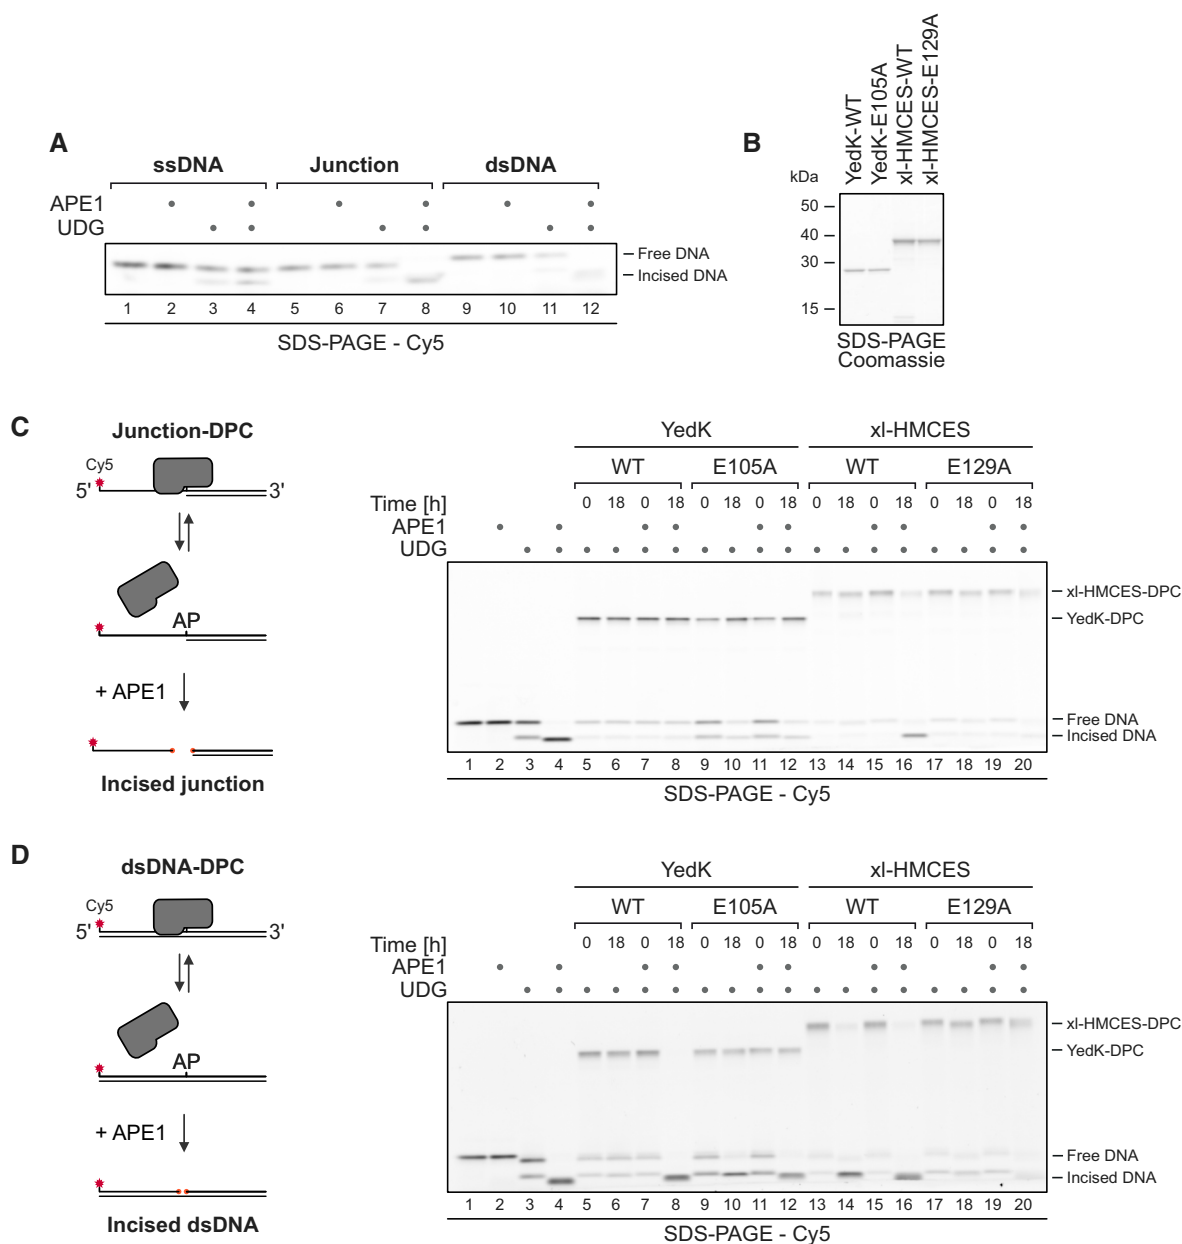 A
ssDNA Junction dsDNA
APE1
UDG
Free DNA
Incised DNA
1 2 3 4 5 6 7 8 9 10 11 12
SDS-PAGE - Cy5
B
YedK-WT
YedK-E105A
xl-HMCES-WT
xl-HMCES-E129A
kDa
50
40
30
15
SDS-PAGE
Coomassie
C
Junction-DPC
Cy5
5' 3'
AP
+ APE1
Incised junction
YedK xl-HMCES
WT E105A WT E129A
Time [h] 0 18 0 18 0 18 0 18 0 18 0 18 0 18 0 18
APE1
UDG
xl-HMCES-DPC
YedK-DPC
Free DNA
Incised DNA
1 2 3 4 5 6 7 8 9 10 11 12 13 14 15 16 17 18 19 20
SDS-PAGE - Cy5
D
dsDNA-DPC
Cy5
5' 3'
AP
+ APE1
Incised dsDNA
YedK xl-HMCES
WT E105A WT E129A
Time [h] 0 18 0 18 0 18 0 18 0 18 0 18 0 18 0 18
APE1
UDG
xl-HMCES-DPC
YedK-DPC
Free DNA
Incised DNA
1 2 3 4 5 6 7 8 9 10 11 12 13 14 15 16 17 18 19 20
SDS-PAGE - Cy5